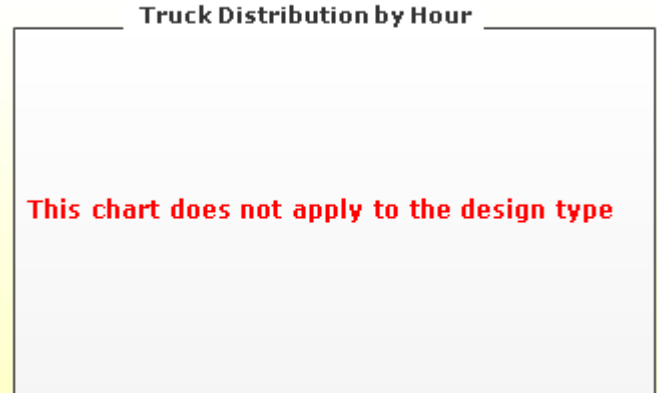 Truck Distribution by Hour
This chart does not apply to the design type